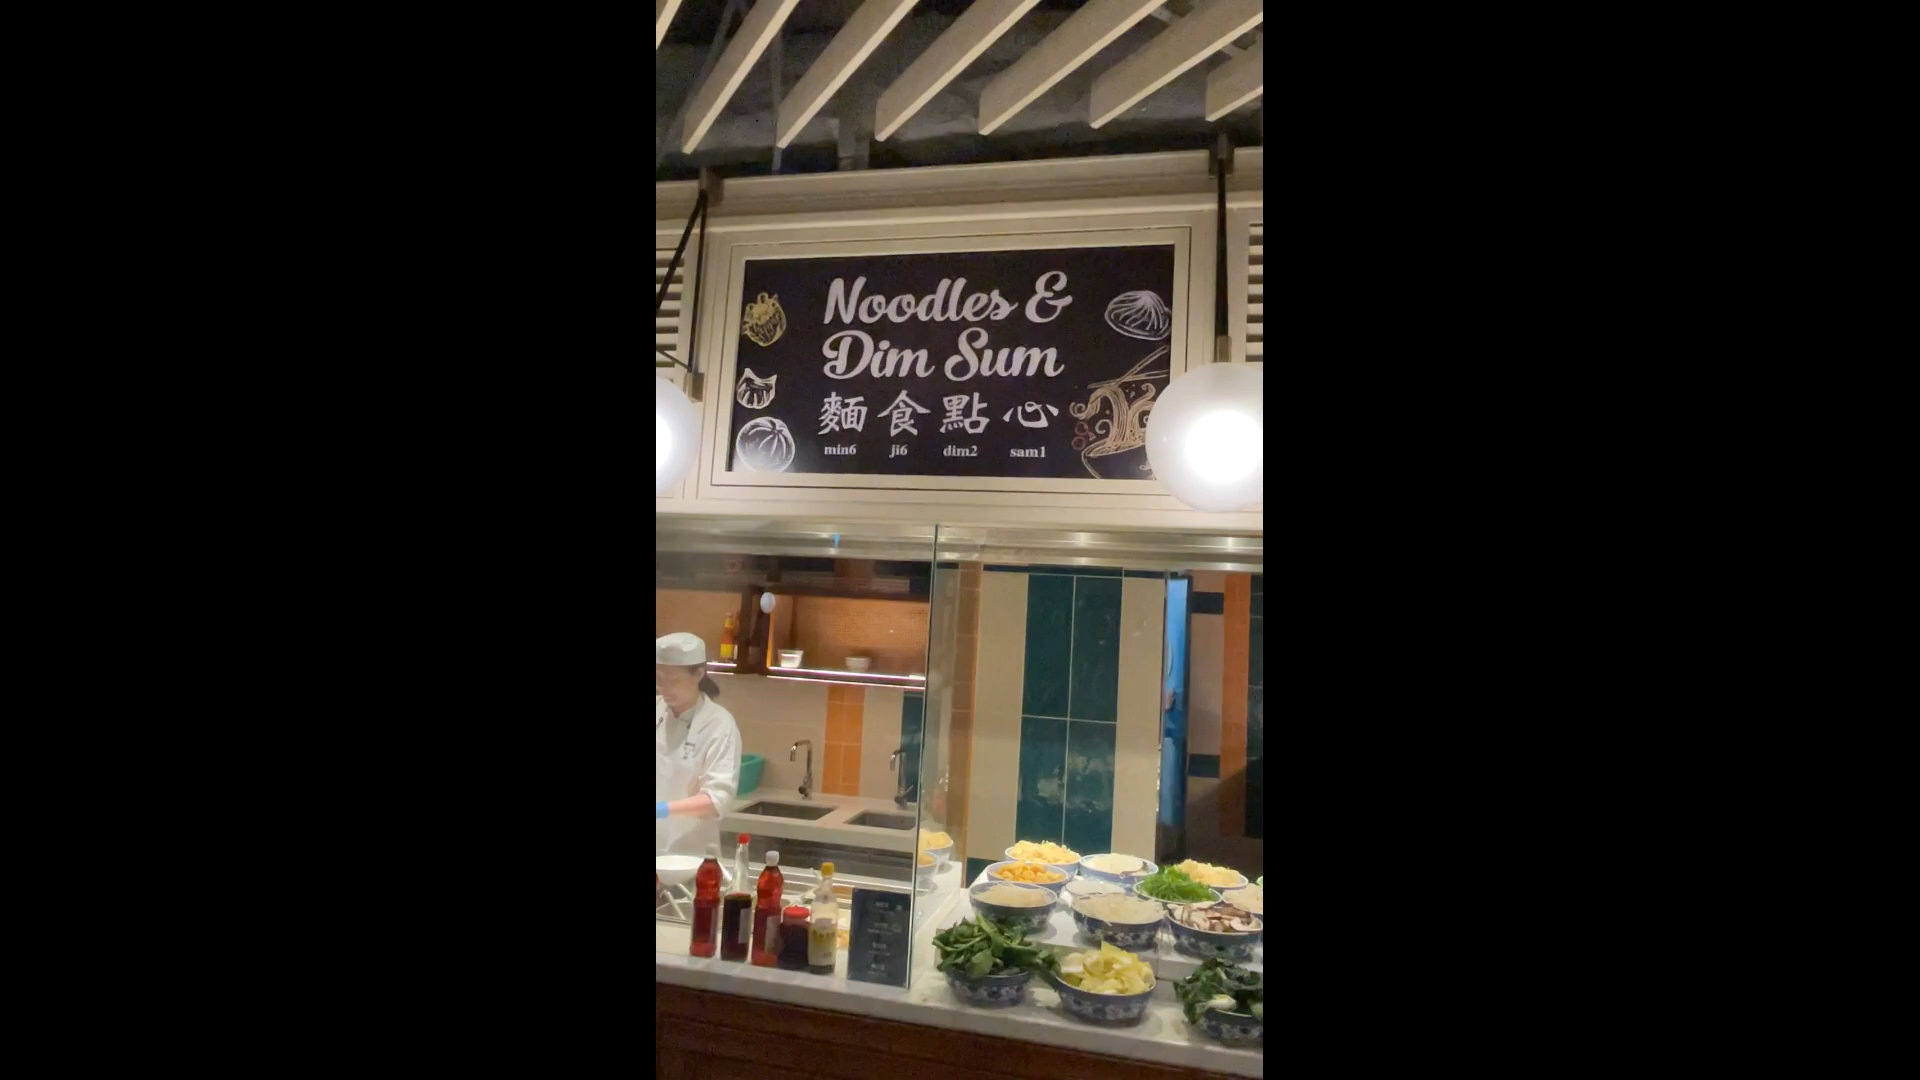 Noodles &
Dim Sum
麵食點心
min6 ji6 dim2 sam1